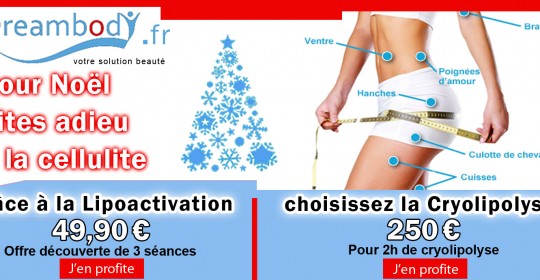 Dreambody.fr
votre solution beauté
our Noël
ites adieu
la cellulite
âce à la Lipoactivation
49,90 €
Offre découverte de 3 séances
J'en profite
Ventre
Bra
Poignées
d'amour
Hanches
Culotte de cheva
Cuisses
choisissez la Cryolipolys
250 €
Pour 2h de cryolipolyse
J'en profite